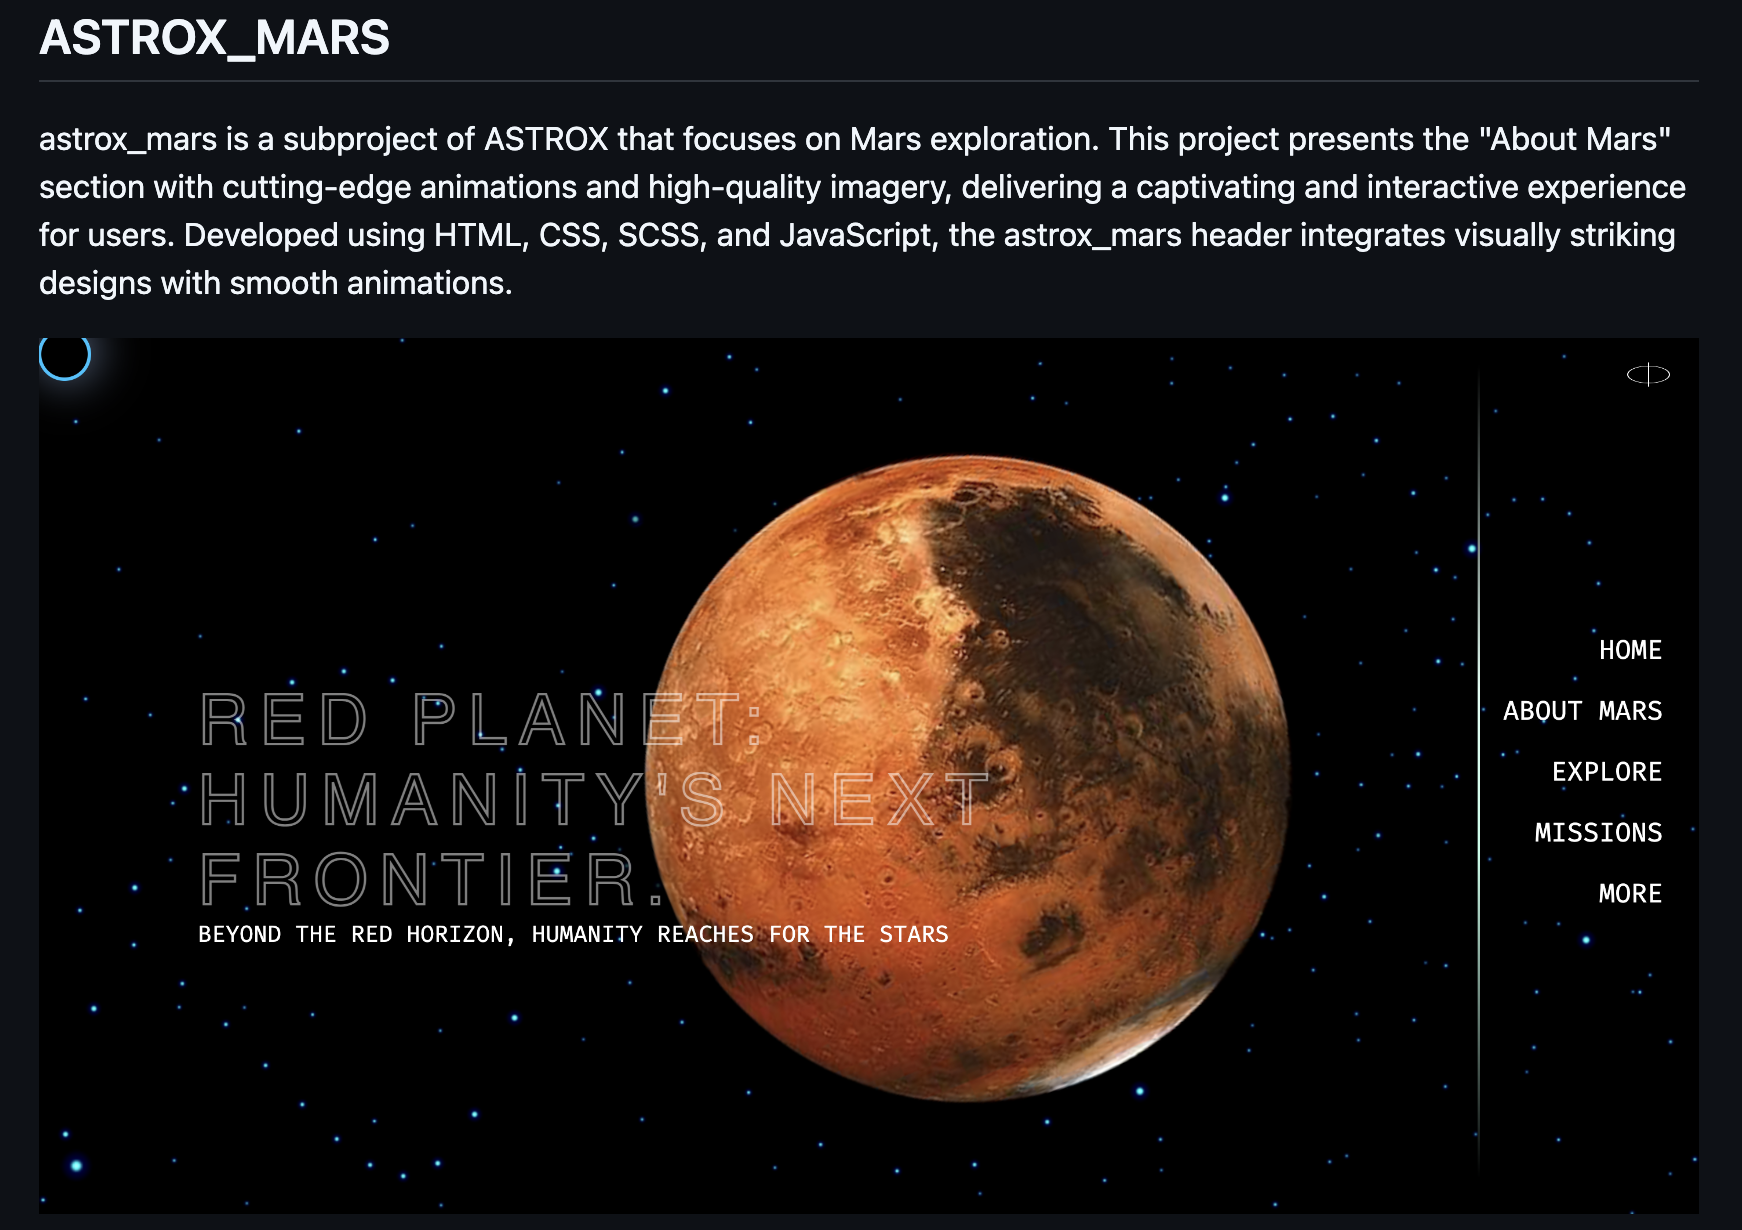 ASTROX_MARS
astrox_mars is a subproject of ASTROX that focuses on Mars exploration. This project presents the "About Mars"
section with cutting-edge animations and high-quality imagery, delivering a captivating and interactive experience
for users. Developed using HTML, CSS, SCSS, and JavaScript, the astrox_mars header integrates visually striking
designs with smooth animations.
RED PLANET:
HUMANITY'S NEXT
FRONTIER.
BEYOND THE RED HORIZON, HUMANITY REACHES FOR THE STARS
HOME
ABOUT MARS
EXPLORE
MISSIONS
MORE